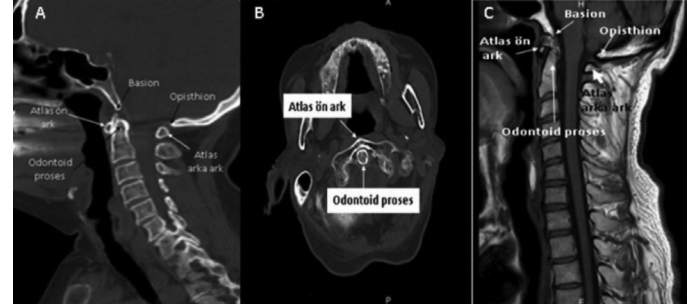 A
Basion
Opisthion
Atlas ön
ark
Odontoid
proses
Atlas
arka ark
B
A
Atlas ön ark
Odontoid proses
P
C
H
Basion
Opisthion
Atlas ön
ark
Atlas
arka ark
Odontoid proses
F